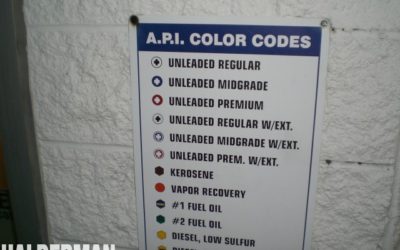 A.P.I. COLOR CODES
UNLEADED REGULAR
UNLEADED MIDGRADE
UNLEADED PREMIUM
UNLEADED REGULAR W/EXT.
UNLEADED MIDGRADE W/EXT.
UNLEADED PREM. W/EXT.
KEROSENE
VAPOR RECOVERY
#1 FUEL OIL
#2 FUEL OIL
DIESEL, LOW SULFUR